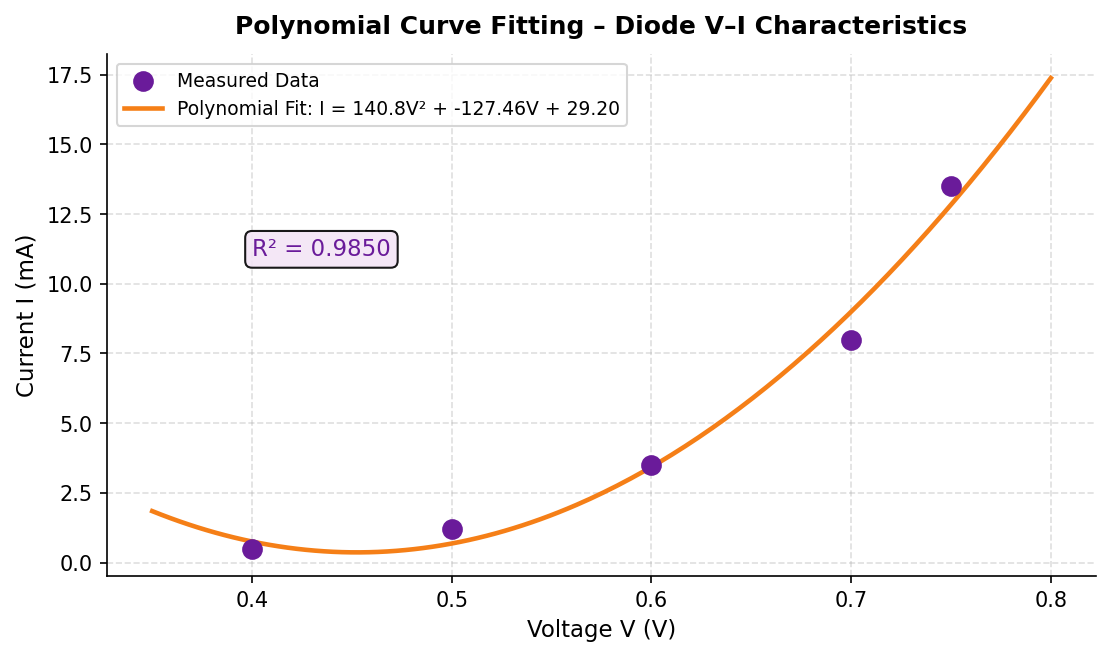 Polynomial Curve Fitting – Diode V–I Characteristics
Measured Data
Polynomial Fit: I = 140.8V² + -127.46V + 29.20
R² = 0.9850
Current I (mA)
17.5
15.0
12.5
10.0
7.5
5.0
2.5
0.0
0.4 0.5 0.6 0.7 0.8
Voltage V (V)